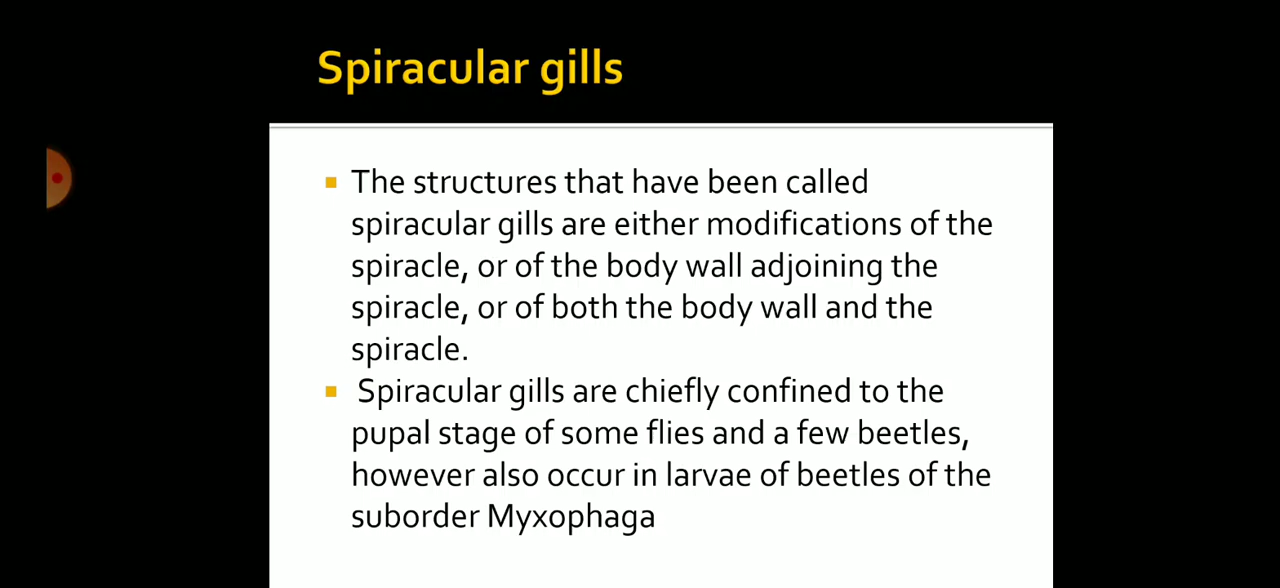 Spiracular gills
The structures that have been called
spiracular gills are either modifications of the
spiracle, or of the body wall adjoining the
spiracle, or of both the body wall and the
spiracle.
Spiracular gills are chiefly confined to the
pupal stage of some flies and a few beetles,
however also occur in larvae of beetles of the
suborder Myxophaga